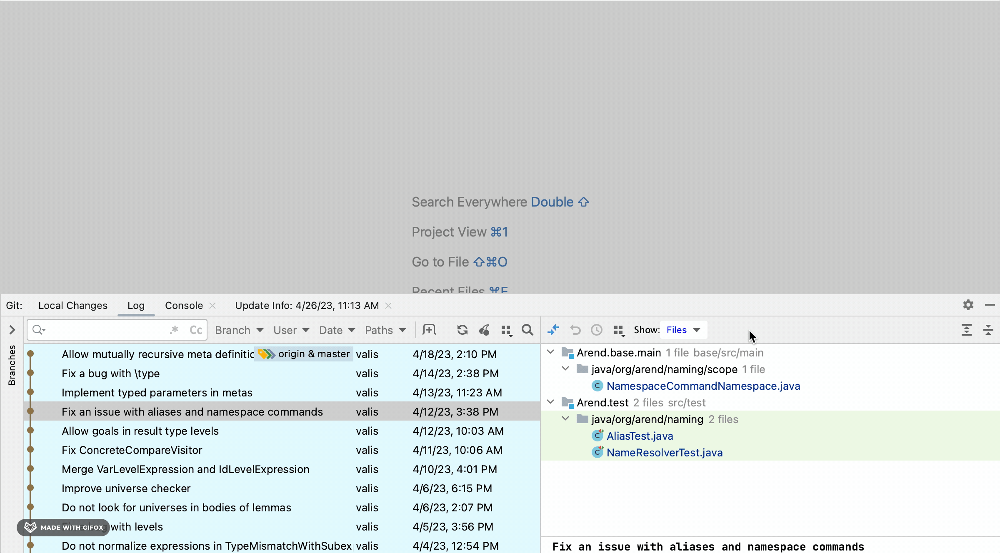 Search Everywhere Double ⇧
Project View ⌘1
Go to File ⇧⌘O
Recent Files ⌘E
Git: Local Changes Log Console Update Info: 4/26/23, 11:13 AM
.* Cc Branch User Date Paths Show: Files
Branches
Allow mutually recursive meta definitio origin & master valis 4/18/23, 2:10 PM
Fix a bug with \type valis 4/14/23, 2:38 PM
Implement typed parameters in metas valis 4/13/23, 11:23 AM
Fix an issue with aliases and namespace commands valis 4/12/23, 3:38 PM
Allow goals in result type levels valis 4/12/23, 10:03 AM
Fix ConcreteCompareVisitor valis 4/11/23, 10:06 AM
Merge VarLevelExpression and IdLevelExpression valis 4/10/23, 4:01 PM
Improve universe checker valis 4/6/23, 6:15 PM
Do not look for universes in bodies of lemmas valis 4/6/23, 2:07 PM
with levels valis 4/5/23, 3:56 PM
Do not normalize expressions in TypeMismatchWithSubexp valis 4/4/23, 12:54 PM
MADE WITH GIFOX
Arend.base.main 1 file base/src/main
java/org/arend/naming/scope 1 file
C NamespaceCommandNamespace.java
Arend.test 2 files src/test
java/org/arend/naming 2 files
C AliasTest.java
C NameResolverTest.java
Fix an issue with aliases and namespace commands